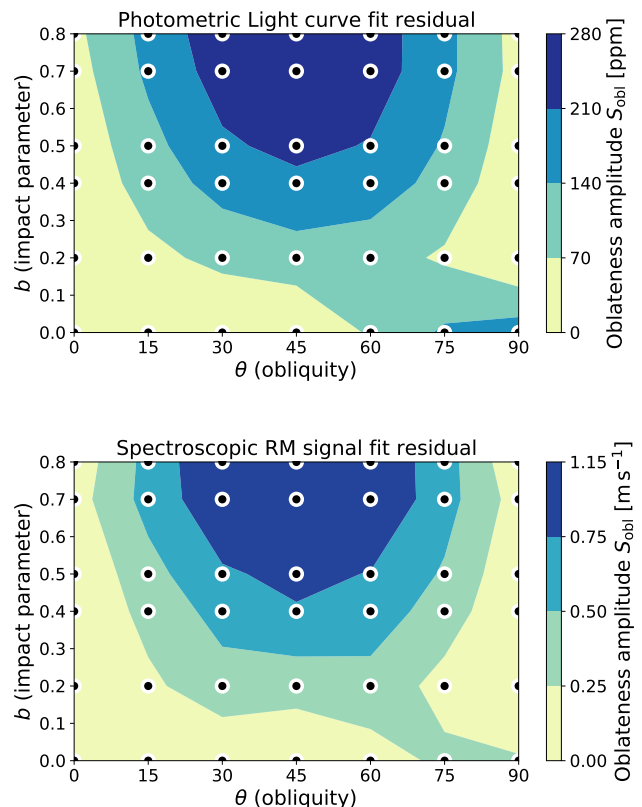 Photometric Light curve fit residual
0.8
0.7
0.6
0.5
0.4
0.3
0.2
0.1
0.0
b (impact parameter)
0 15 30 45 60 75 90
θ (obliquity)
280
210
140
70
0
Oblateness amplitude S_obl [ppm]
Spectroscopic RM signal fit residual
0.8
0.7
0.6
0.5
0.4
0.3
0.2
0.1
0.0
b (impact parameter)
0 15 30 45 60 75 90
θ (obliquity)
1.15
0.75
0.50
0.25
0.00
Oblateness amplitude S_obl [m s⁻¹]